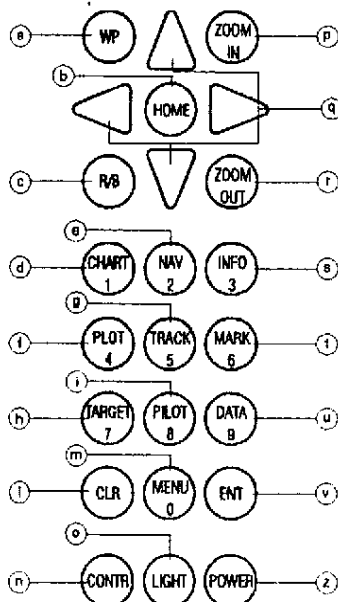 a WP ZOOM IN p
b HOME q
c R/B ZOOM OUT r
e
d CHART 1 NAV 2 INFO 3 s
g
f PLOT 4 TRACK 5 MARK 6 t
i
h TARGET 7 PILOT 8 DATA 9 u
m
l CLR MENU 0 ENT v
o
n CONTR LIGHT POWER z